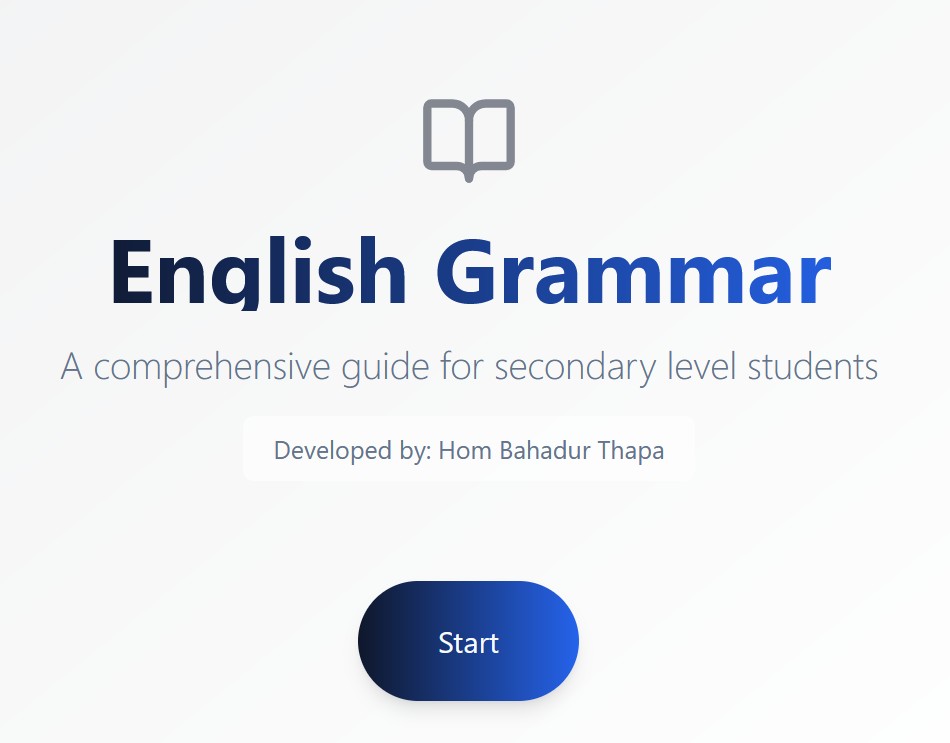 English Grammar
A comprehensive guide for secondary level students
Developed by: Hom Bahadur Thapa
Start